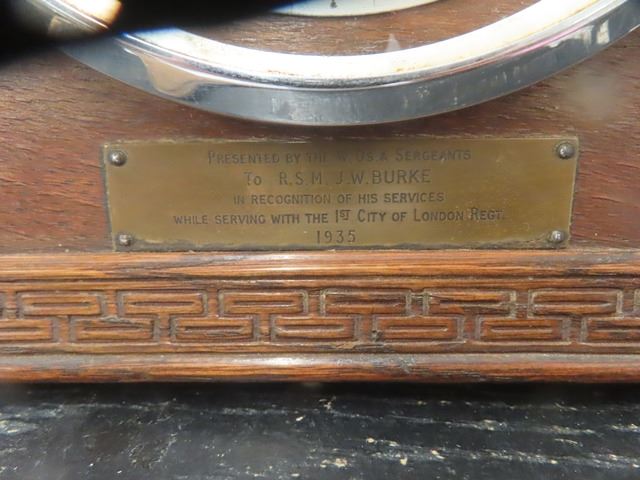 PRESENTED BY THE W.OS.& SERGEANTS
TO R.S.M. J.W. BURKE
IN RECOGNITION OF HIS SERVICES
WHILE SERVING WITH THE 1ST CITY OF LONDON REGT.
1935